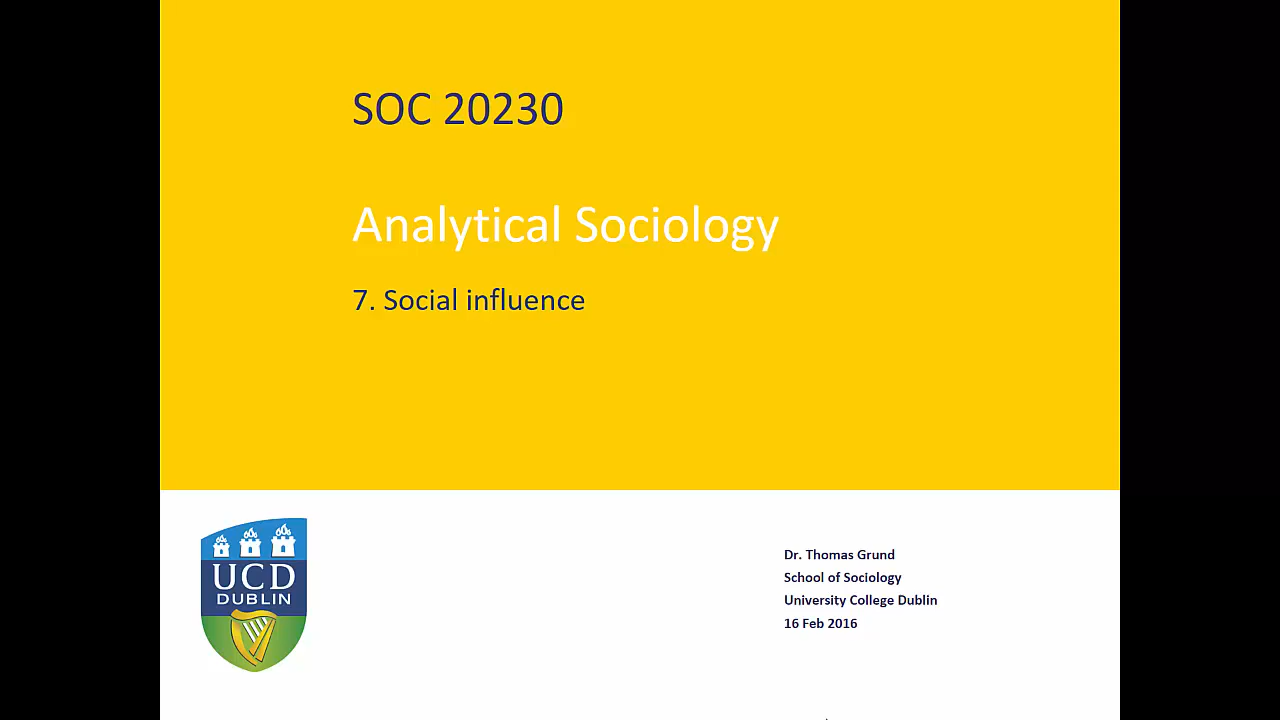 SOC 20230
Analytical Sociology
7. Social influence
UCD
DUBLIN
Dr. Thomas Grund
School of Sociology
University College Dublin
16 Feb 2016